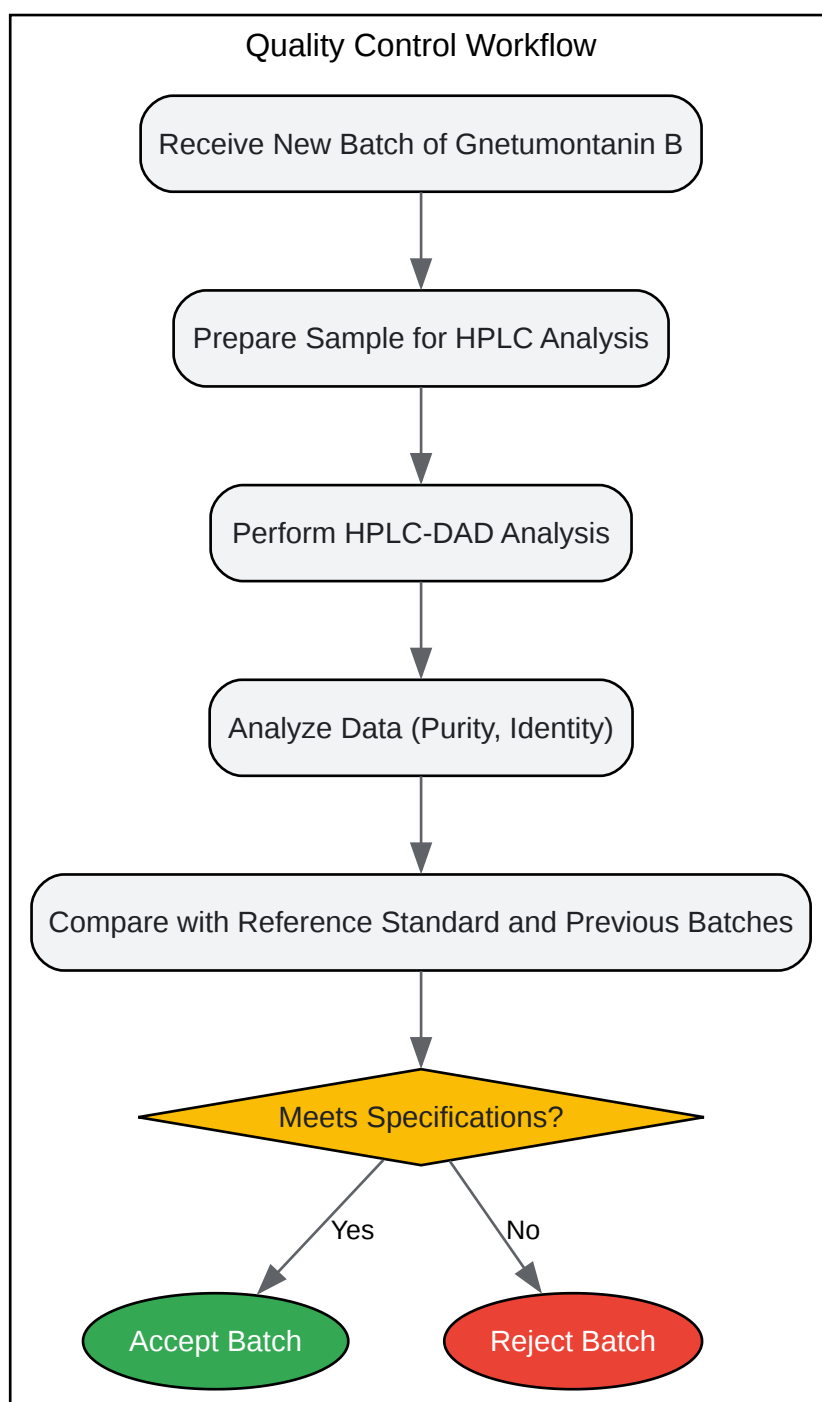 Quality Control Workflow
Receive New Batch of Gnetumontanin B
Prepare Sample for HPLC Analysis
Perform HPLC-DAD Analysis
Analyze Data (Purity, Identity)
Compare with Reference Standard and Previous Batches
Meets Specifications?
Yes
No
Accept Batch
Reject Batch